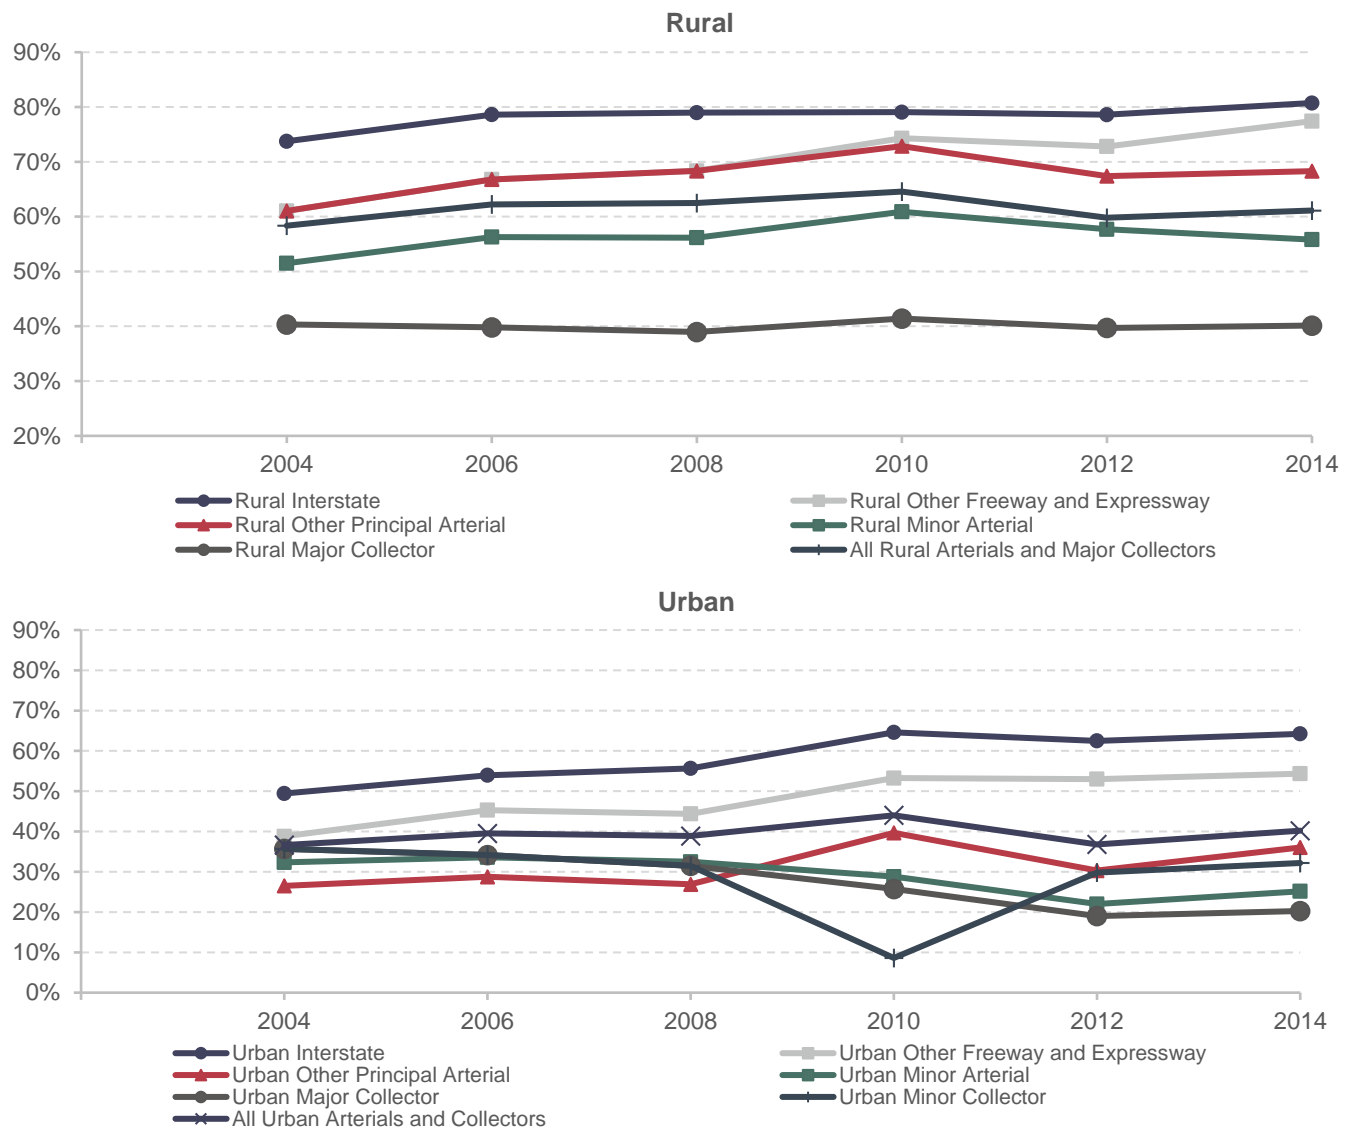 Rural
90%
80%
70%
60%
50%
40%
30%
20%
2004 2006 2008 2010 2012 2014
Rural Interstate Rural Other Freeway and Expressway
Rural Other Principal Arterial Rural Minor Arterial
Rural Major Collector All Rural Arterials and Major Collectors
Urban
90%
80%
70%
60%
50%
40%
30%
20%
10%
0%
2004 2006 2008 2010 2012 2014
Urban Interstate Urban Other Freeway and Expressway
Urban Other Principal Arterial Urban Minor Arterial
Urban Major Collector Urban Minor Collector
All Urban Arterials and Collectors